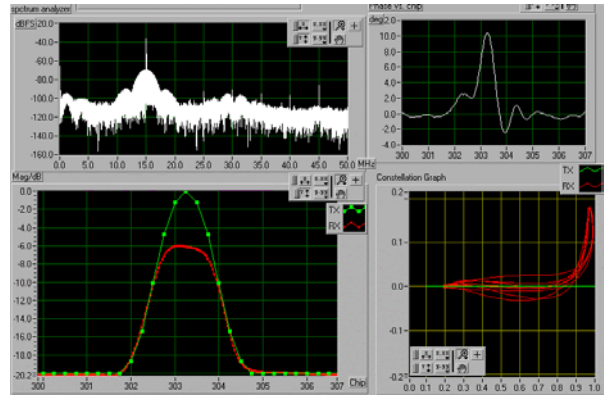 spctrum analyzer
dBFS -20.0
-40.0
-60.0
-80.0
-100.0
-120.0
-140.0
-160.0
0.0 5.0 10.0 15.0 20.0 25.0 30.0 35.0 40.0 45.0 50.0 MHz
Phase vs. chip
deg 12.0
10.0
8.0
6.0
4.0
2.0
0.0
-2.0
-4.0
300 301 302 303 304 305 306 307
Mag/dB
TX
RX
0.0
-2.0
-4.0
-6.0
-8.0
-10.0
-12.0
-14.0
-16.0
-18.0
-20.2
300 301 302 303 304 305 306 307 Chip
TX
RX
Constellation Graph
0.2
0.1
0.0
-0.1
-0.2
0.0 0.1 0.2 0.3 0.4 0.5 0.6 0.7 0.8 0.9 1.0